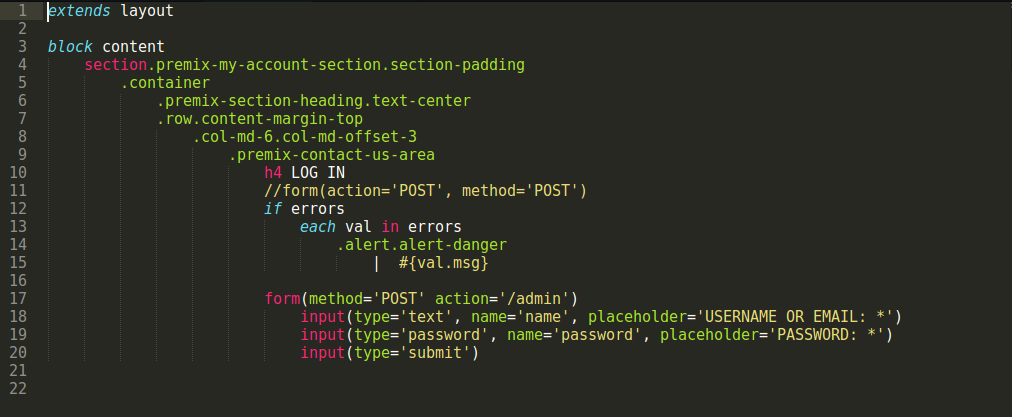 1 extends layout
2
3 block content
4 section.premix-my-account-section.section-padding
5 .container
6 .premix-section-heading.text-center
7 .row.content-margin-top
8 .col-md-6.col-md-offset-3
9 .premix-contact-us-area
10 h4 LOG IN
11 //form(action='POST', method='POST')
12 if errors
13 each val in errors
14 .alert.alert-danger
15 |  #{val.msg}
16
17 form(method='POST' action='/admin')
18 input(type='text', name='name', placeholder='USERNAME OR EMAIL: *')
19 input(type='password', name='password', placeholder='PASSWORD: *')
20 input(type='submit')
21
22